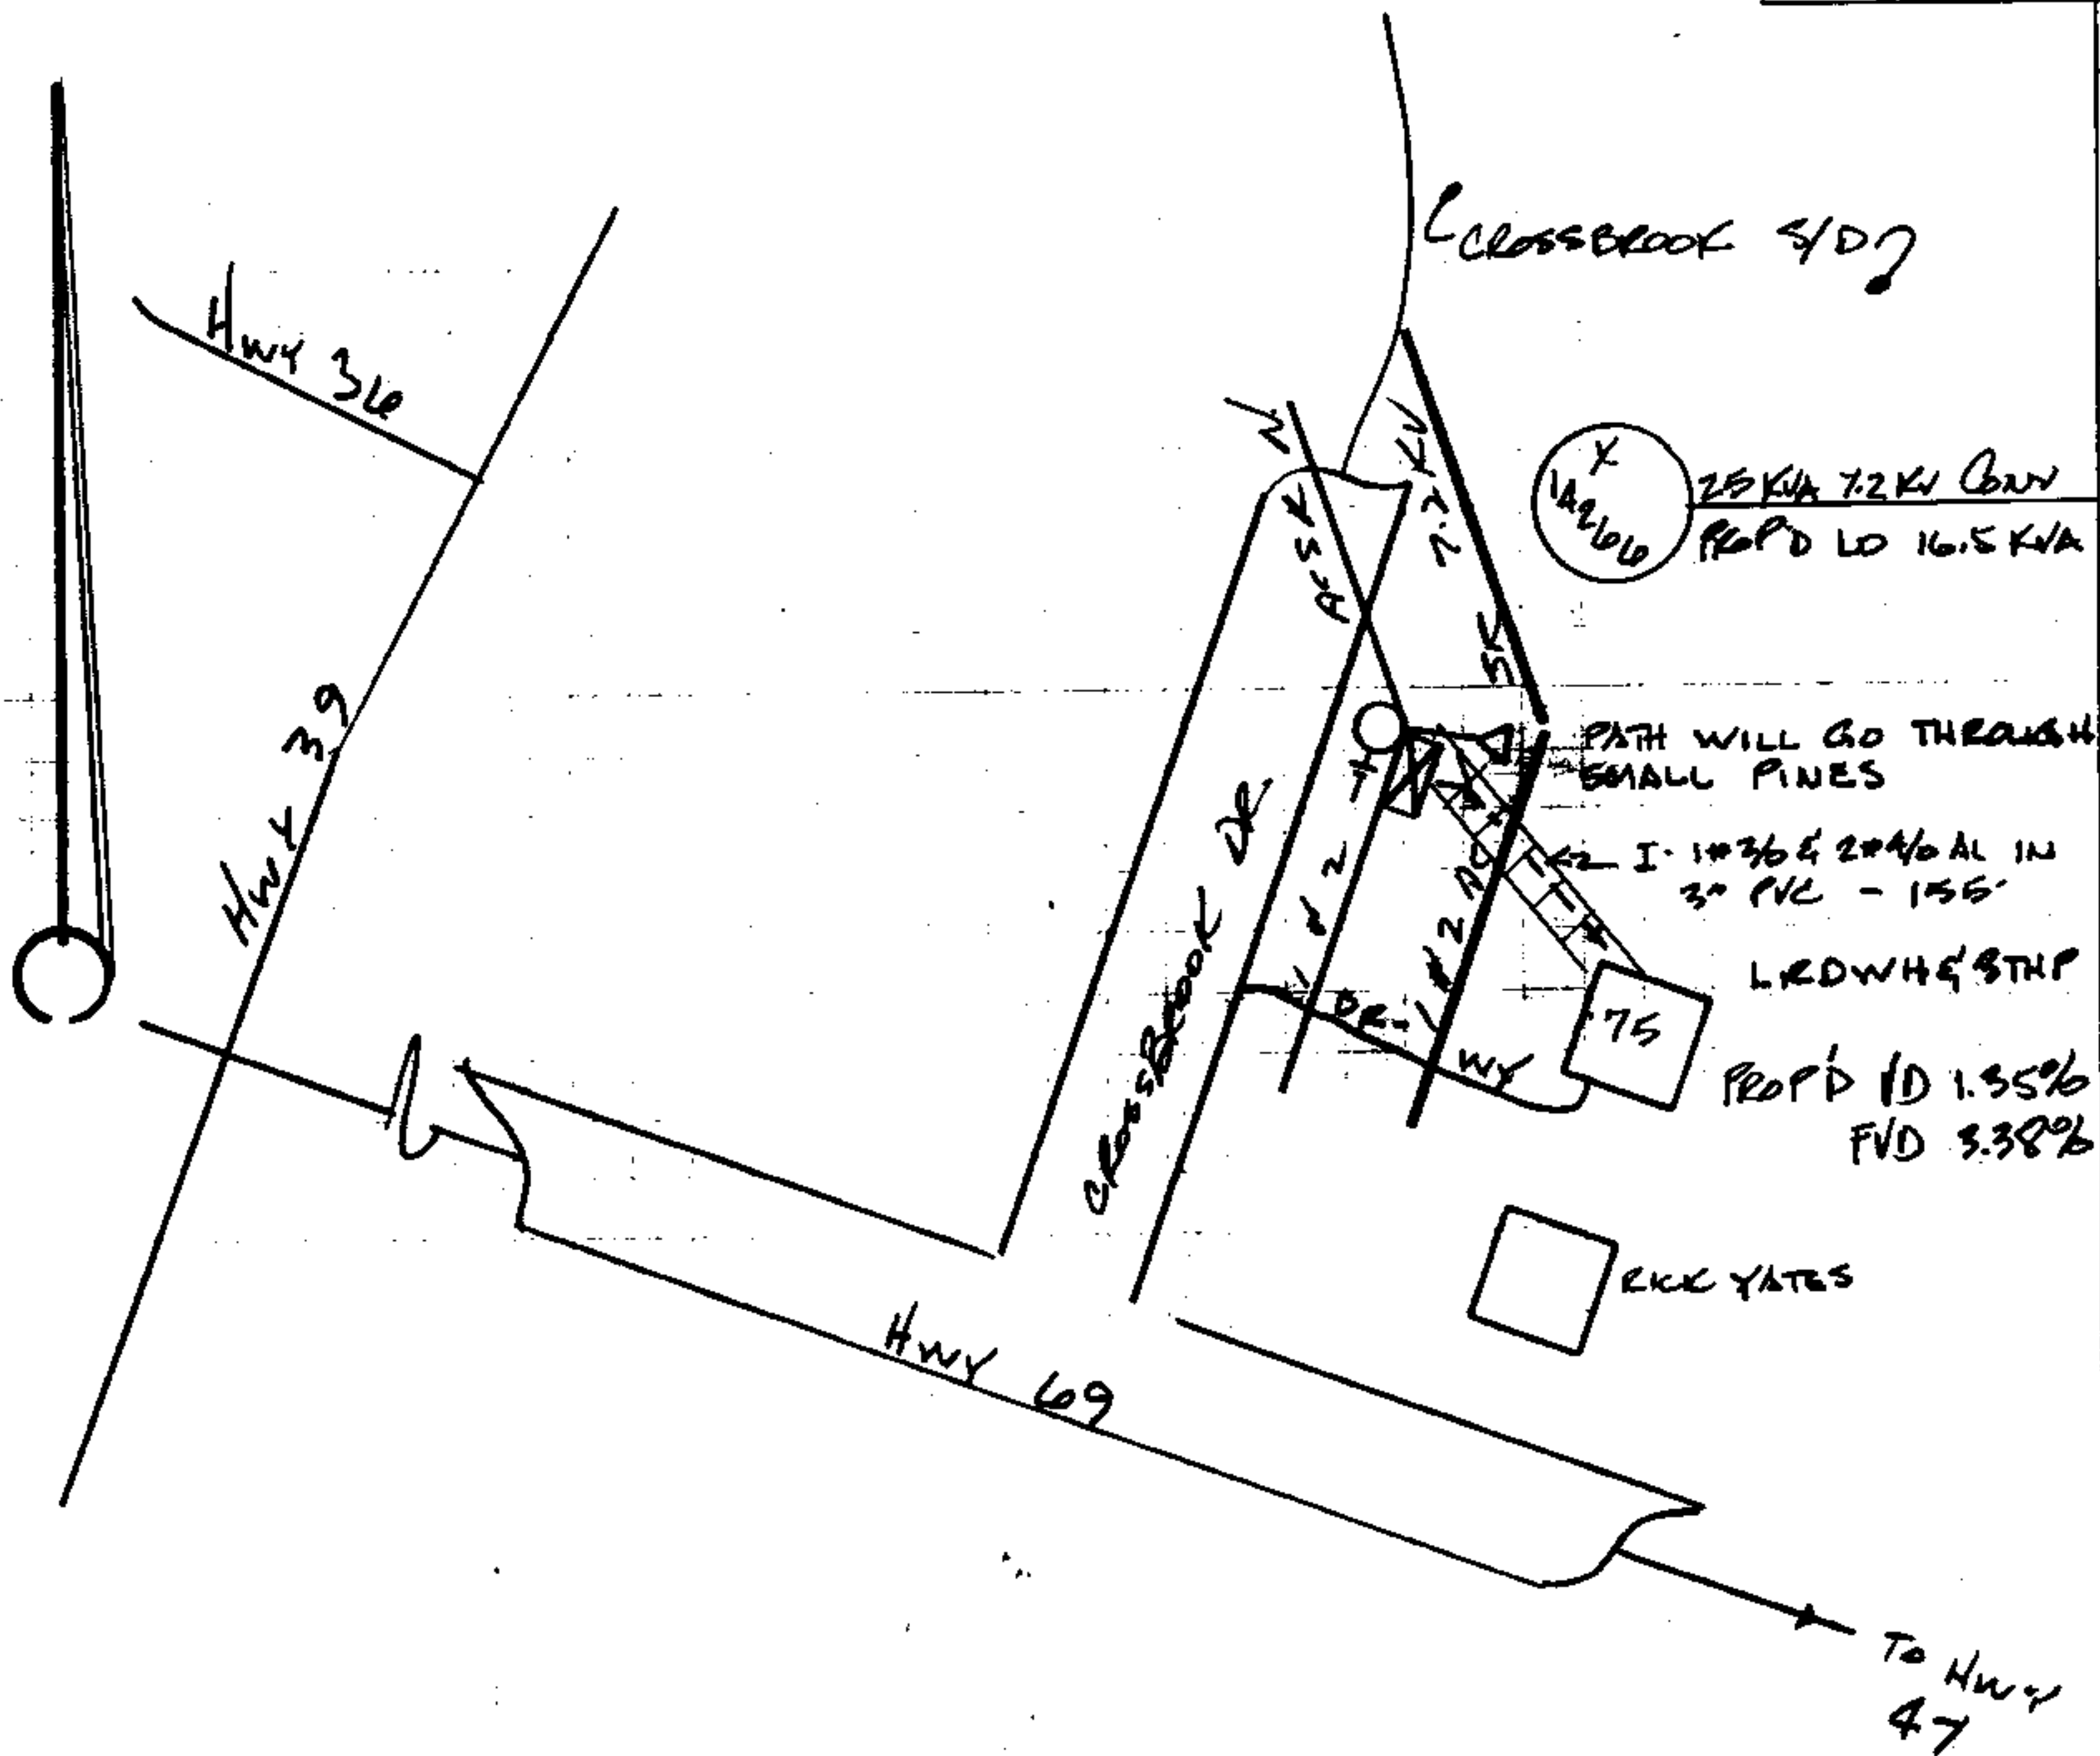 CROSSBROOK S/D
HWY 36
25 KVA 7.2 KV CONV
PROP'D LD 16.5 KVA
X
14266
7.2 KV
HWY 39
PATH WILL GO THROUGH
SMALL PINES
I- 1#3/0 & 2#4/0 AL IN
3" PVC - 155'
CROSSBROOK DR
LRDWH & STHP
75
DR-WY
PROP'D VD 1.35%
FVD 3.38%
RICK YATES
HWY 69
TO HWY
47